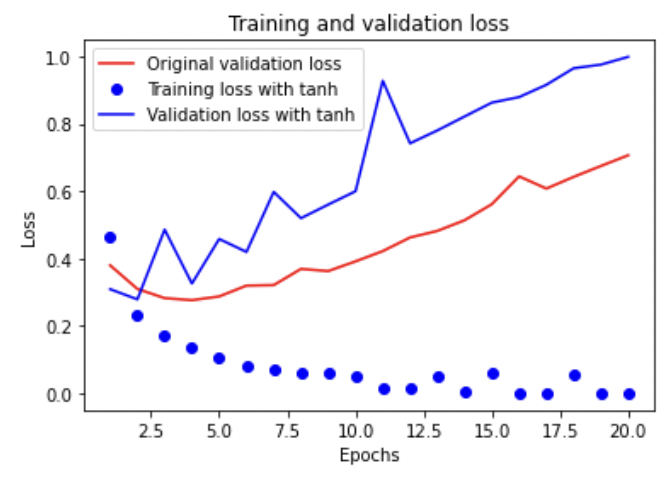 Training and validation loss
Original validation loss
Training loss with tanh
Validation loss with tanh
1.0
0.8
0.6
0.4
0.2
0.0
Loss
2.5 5.0 7.5 10.0 12.5 15.0 17.5 20.0
Epochs